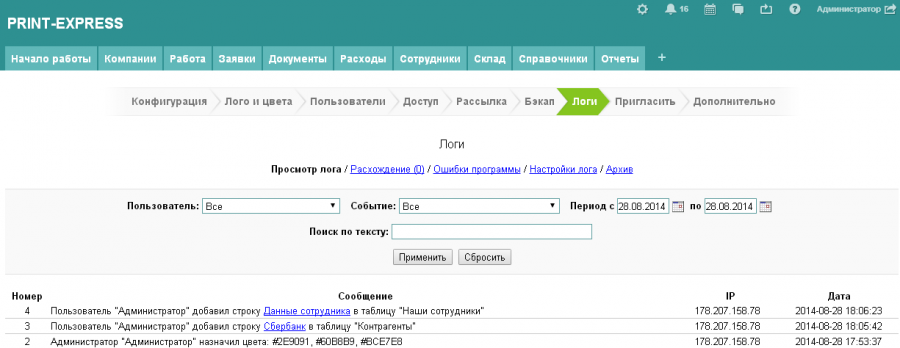 16 Администратор
PRINT-EXPRESS
Начало работы Компании Работа Заявки Документы Расходы Сотрудники Склад Справочники Отчеты +
Конфигурация Лого и цвета Пользователи Доступ Рассылка Бэкап Логи Пригласить Дополнительно
Логи
Просмотр лога / Расхождение (0) / Ошибки программы / Настройки лога / Архив
Пользователь: Все Событие: Все Период с 28.08.2014 по 28.08.2014
Поиск по тексту:
Применить Сбросить
Номер Сообщение IP Дата
4 Пользователь "Администратор" добавил строку Данные сотрудника в таблицу "Наши сотрудники" 178.207.158.78 2014-08-28 18:06:23
3 Пользователь "Администратор" добавил строку Сбербанк в таблицу "Контрагенты" 178.207.158.78 2014-08-28 18:05:42
2 Администратор "Администратор" назначил цвета: #2E9091, #60B8B9, #BCE7E8 178.207.158.78 2014-08-28 17:53:37